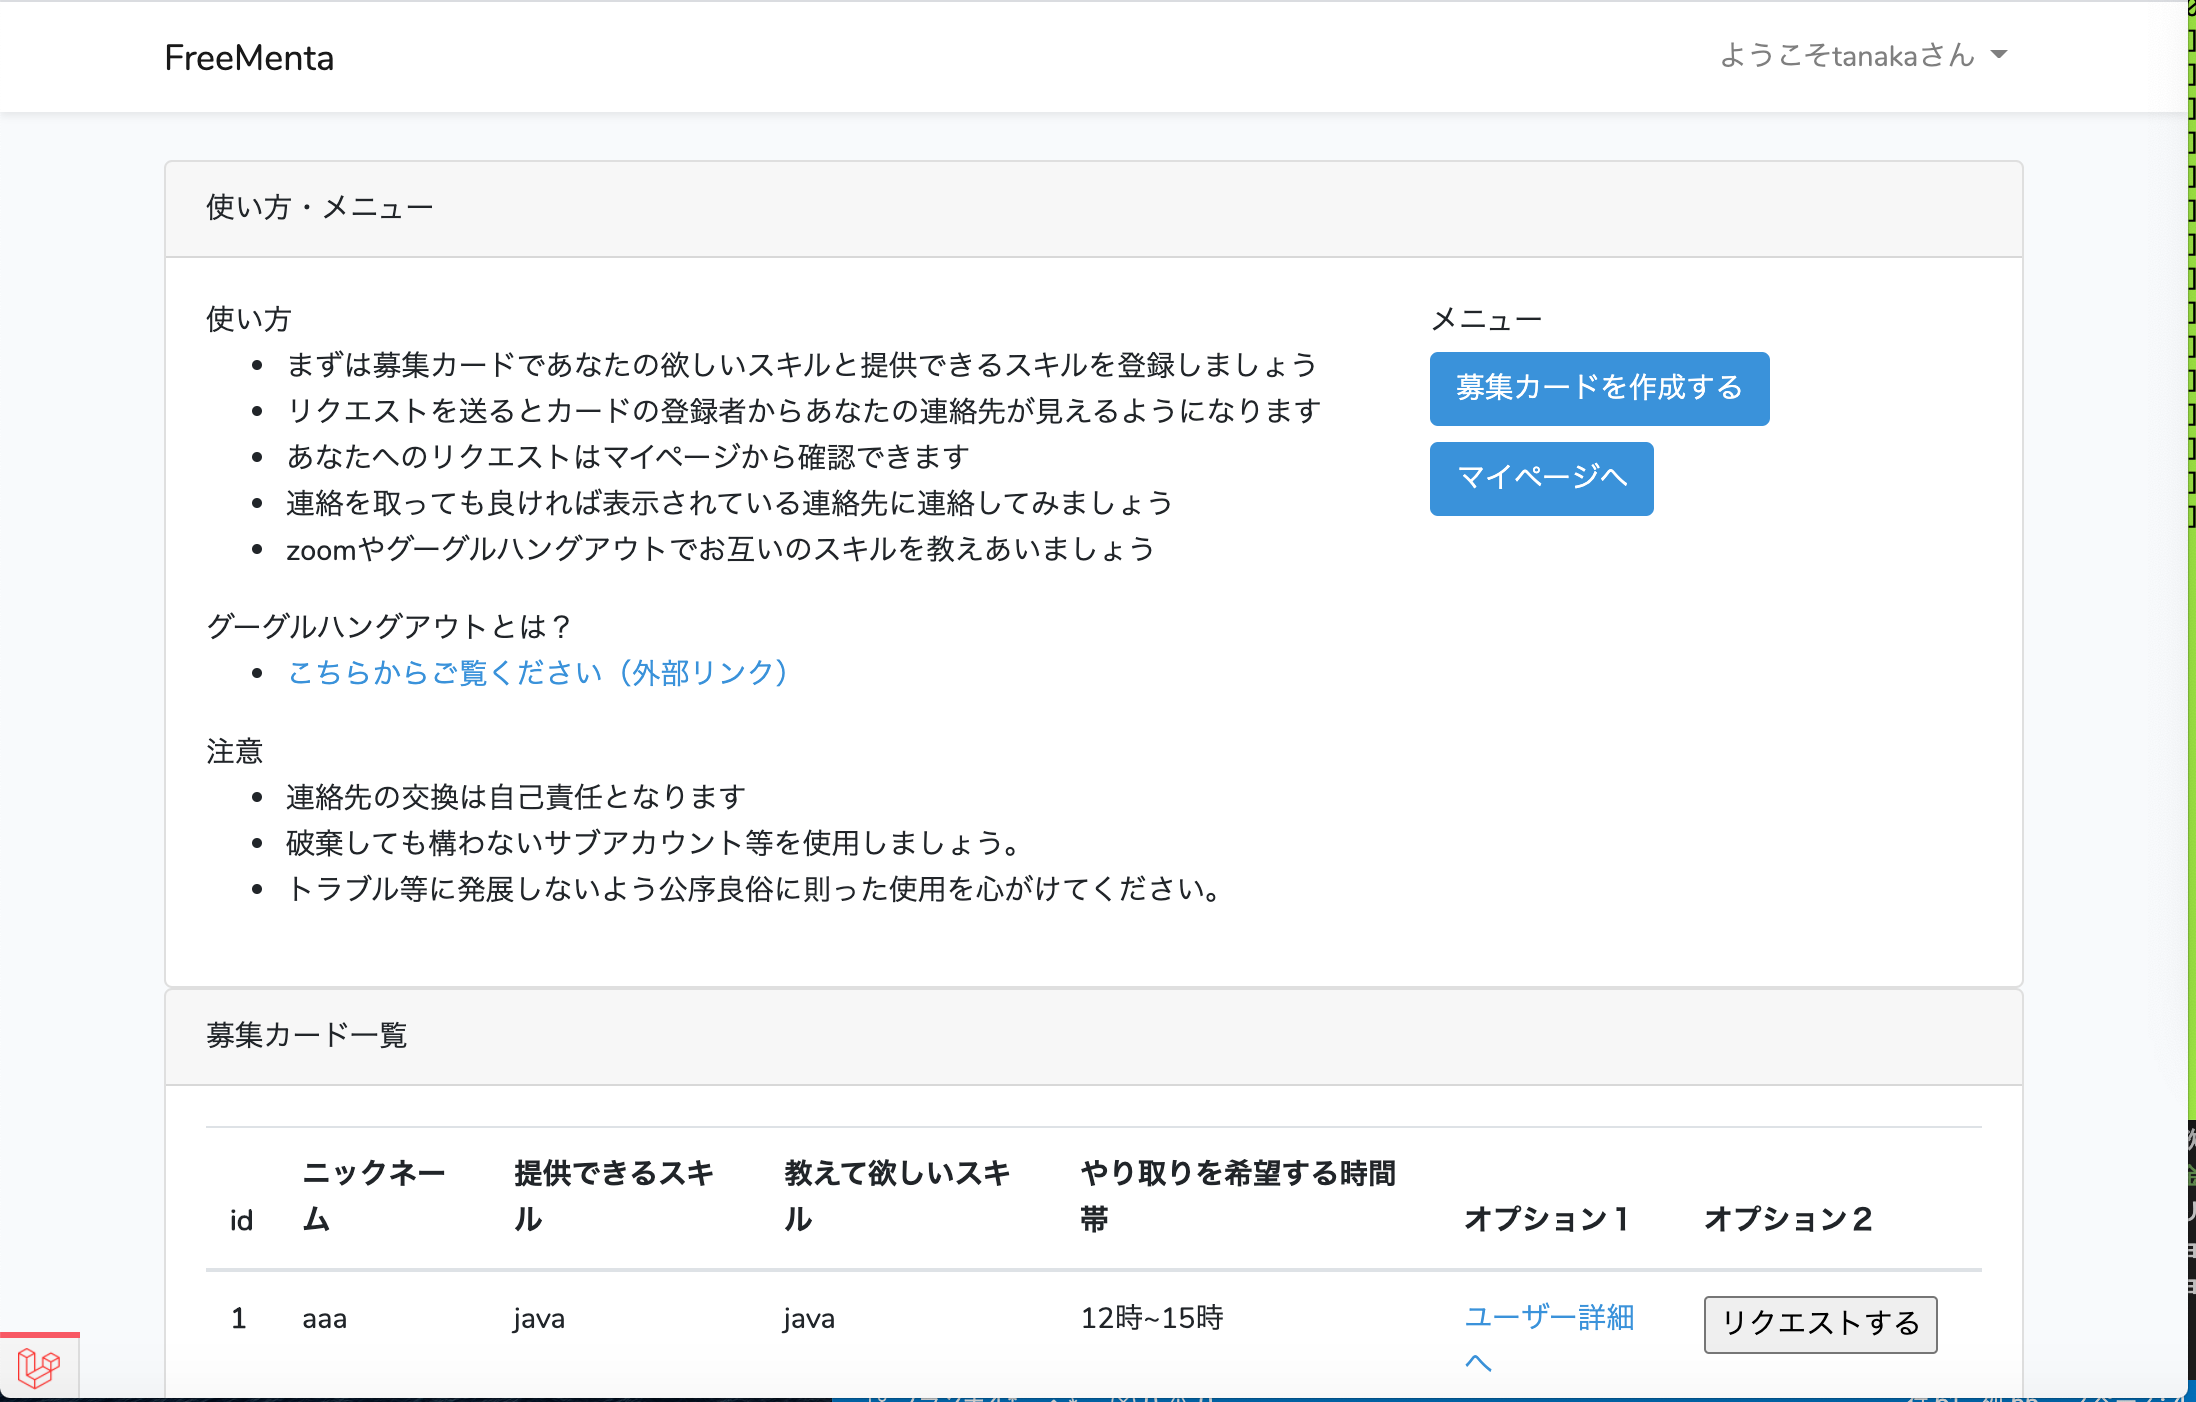 FreeMenta
ようこそtanakaさん
使い方・メニュー
使い方
まずは募集カードであなたの欲しいスキルと提供できるスキルを登録しましょう
リクエストを送るとカードの登録者からあなたの連絡先が見えるようになります
あなたへのリクエストはマイページから確認できます
連絡を取っても良ければ表示されている連絡先に連絡してみましょう
zoomやグーグルハングアウトでお互いのスキルを教えあいましょう
グーグルハングアウトとは？
こちらからご覧ください（外部リンク）
注意
連絡先の交換は自己責任となります
破棄しても構わないサブアカウント等を使用しましょう。
トラブル等に発展しないよう公序良俗に則った使用を心がけてください。
メニュー
募集カードを作成する
マイページへ
募集カード一覧
id
ニックネー
ム
提供できるスキ
ル
教えて欲しいスキ
ル
やり取りを希望する時間
帯
オプション１
オプション２
1
aaa
java
java
12時~15時
ユーザー詳細
へ
リクエストする